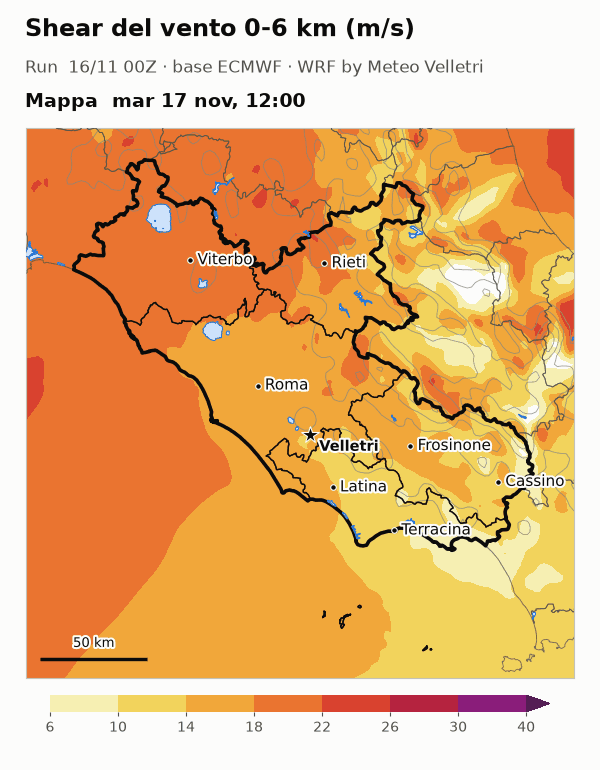 Shear del vento 0-6 km (m/s)
Run  16/11 00Z · base ECMWF · WRF by Meteo Velletri
Mappa  mar 17 nov, 12:00
Viterbo
Rieti
Roma
Velletri
Frosinone
Latina
Cassino
Terracina
50 km
6 10 14 18 22 26 30 40